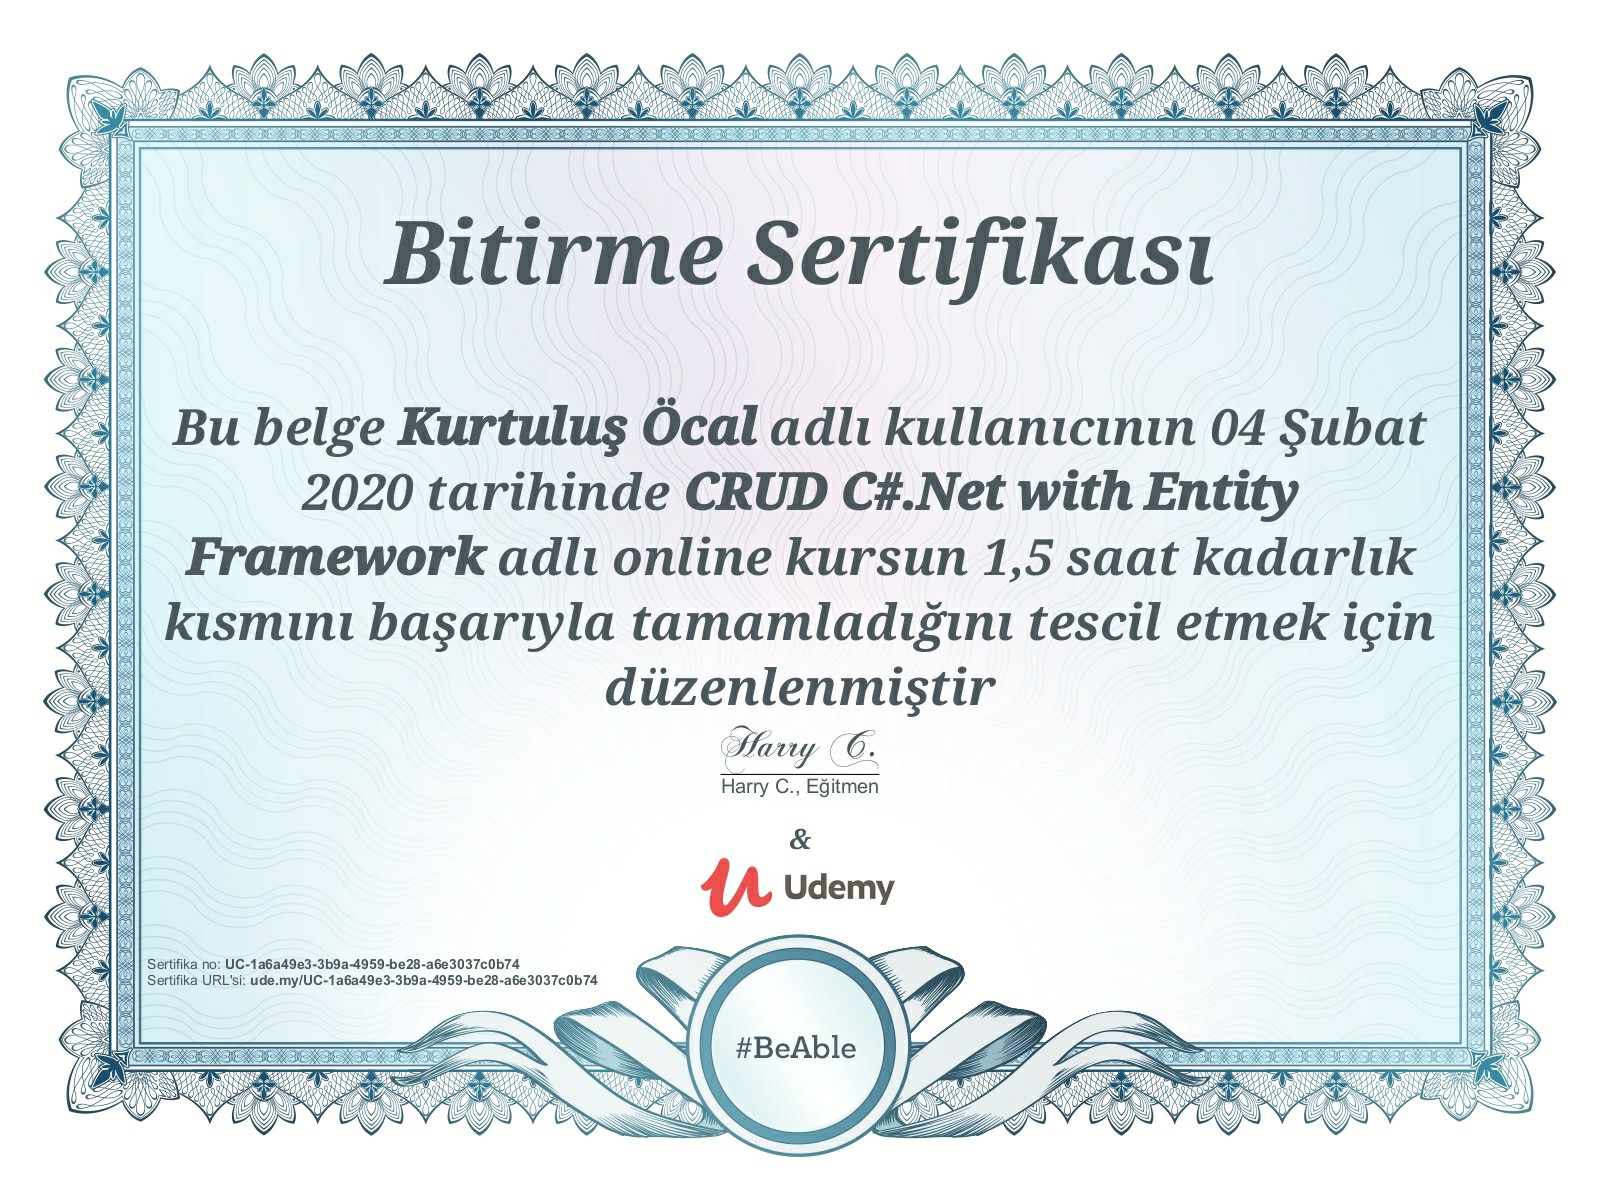 Bitirme Sertifikası
Bu belge Kurtuluş Öcal adlı kullanıcının 04 Şubat
2020 tarihinde CRUD C#.Net with Entity
Framework adlı online kursun 1,5 saat kadarlık
kısmını başarıyla tamamladığını tescil etmek için
düzenlenmiştir
Harry C.
Harry C., Eğitmen
&
Udemy
Sertifika no: UC-1a6a49e3-3b9a-4959-be28-a6e3037c0b74
Sertifika URL'si: ude.my/UC-1a6a49e3-3b9a-4959-be28-a6e3037c0b74
#BeAble